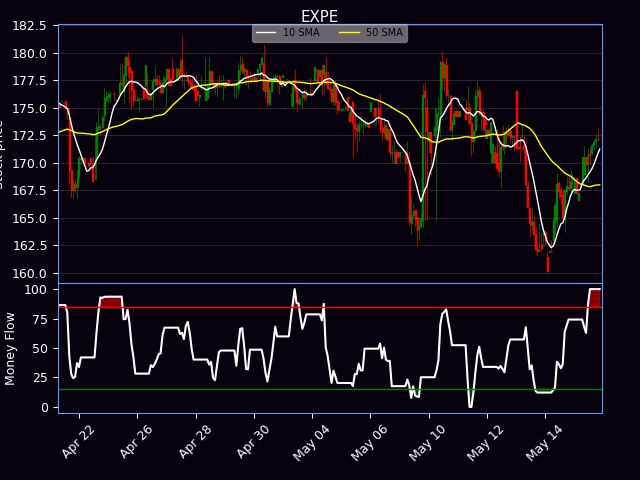 EXPE
10 SMA
50 SMA
182.5
180.0
177.5
175.0
172.5
170.0
167.5
165.0
162.5
160.0
100
75
50
25
0
Money Flow
Apr 22
Apr 26
Apr 28
Apr 30
May 04
May 06
May 10
May 12
May 14